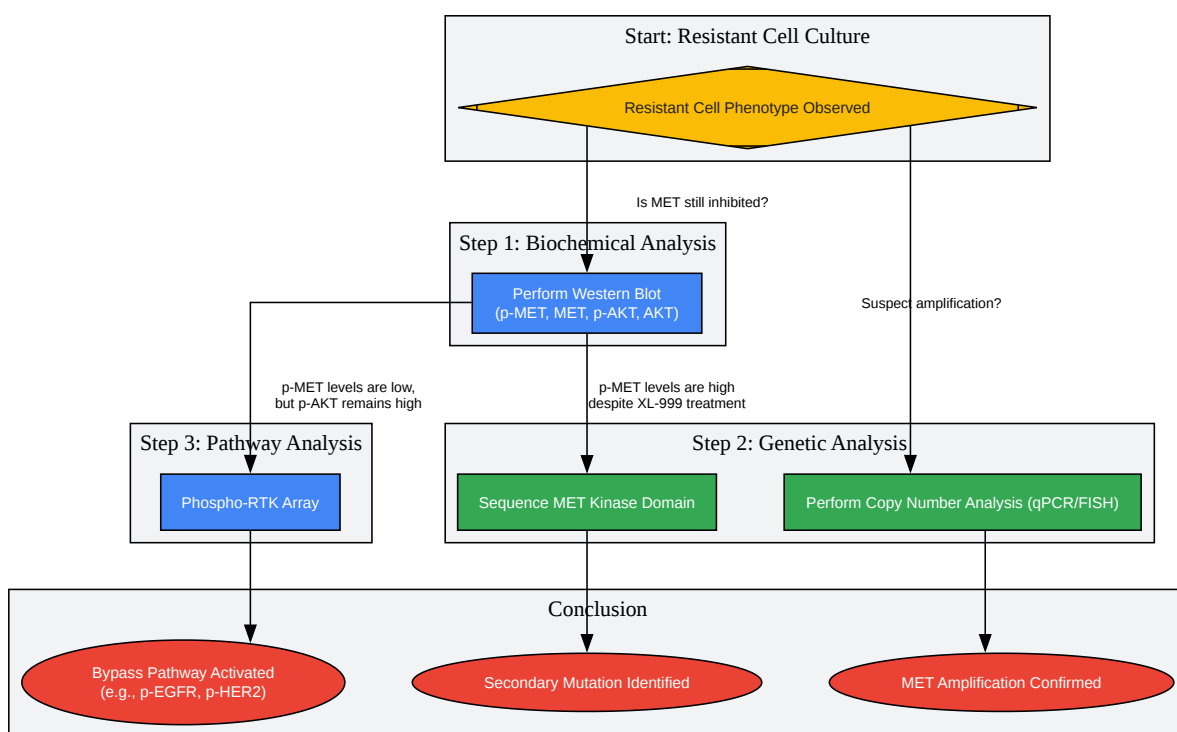 Start: Resistant Cell Culture
Resistant Cell Phenotype Observed
Is MET still inhibited?
Step 1: Biochemical Analysis
Perform Western Blot
(p-MET, MET, p-AKT, AKT)
Suspect amplification?
p-MET levels are low,
but p-AKT remains high
p-MET levels are high
despite XL-999 treatment
Step 3: Pathway Analysis
Step 2: Genetic Analysis
Phospho-RTK Array
Sequence MET Kinase Domain
Perform Copy Number Analysis (qPCR/FISH)
Conclusion
Bypass Pathway Activated
(e.g., p-EGFR, p-HER2)
Secondary Mutation Identified
MET Amplification Confirmed